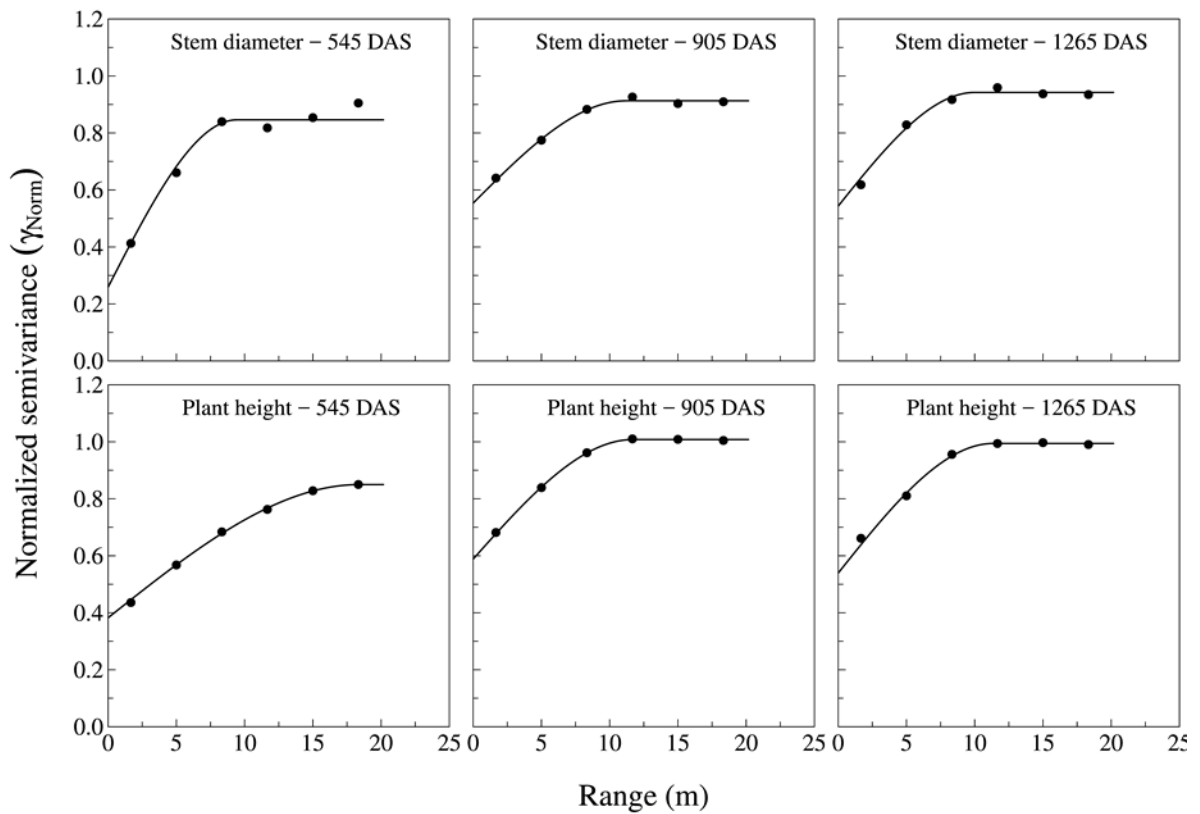 Normalized semivariance (γNorm)
1.2
1.0
0.8
0.6
0.4
0.2
0.0
Stem diameter – 545 DAS
Stem diameter – 905 DAS
Stem diameter – 1265 DAS
1.2
1.0
0.8
0.6
0.4
0.2
0.0
Plant height – 545 DAS
Plant height – 905 DAS
Plant height – 1265 DAS
0 5 10 15 20 25
0 5 10 15 20 25
0 5 10 15 20 25
Range (m)